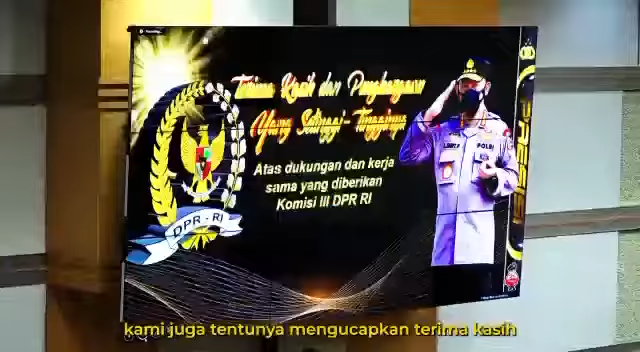 Terima Kasih dan Penghargaan
Yang Setinggi-Tingginya
Atas dukungan dan kerja
sama yang diberikan
Komisi III DPR RI
DPR - RI
POLRI
PRESISI
kami juga tentunya mengucapkan terima kasih